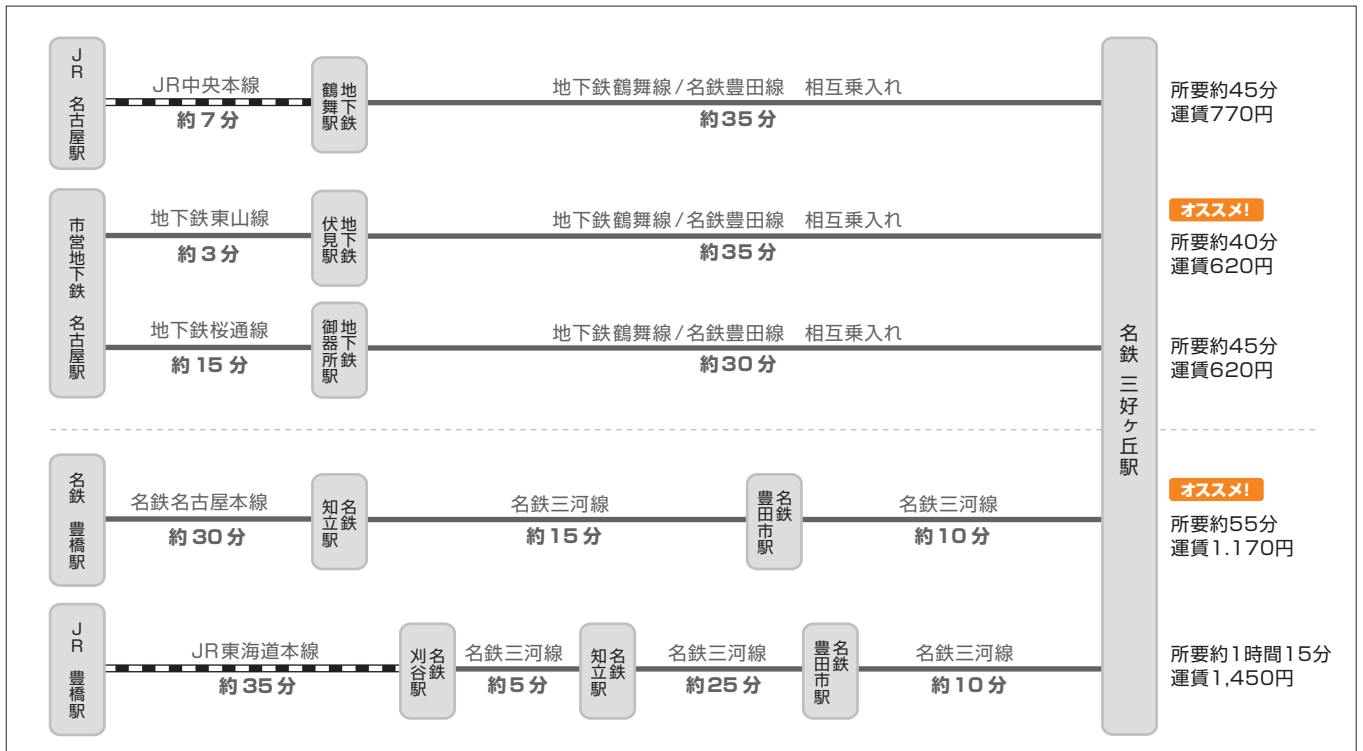 JR 名古屋駅
JR中央本線
約7分
地下鉄
鶴舞駅
地下鉄鶴舞線/名鉄豊田線 相互乗入れ
約35分
所要約45分
運賃770円
市営地下鉄 名古屋駅
地下鉄東山線
約3分
地下鉄
伏見駅
地下鉄鶴舞線/名鉄豊田線 相互乗入れ
約35分
オススメ!
所要約40分
運賃620円
地下鉄桜通線
約15分
地下鉄
御器所駅
地下鉄鶴舞線/名鉄豊田線 相互乗入れ
約30分
所要約45分
運賃620円
名鉄 三好ヶ丘駅
名鉄 豊橋駅
名鉄名古屋本線
約30分
名鉄
知立駅
名鉄三河線
約15分
名鉄
豊田市駅
名鉄三河線
約10分
オススメ!
所要約55分
運賃1.170円
JR 豊橋駅
JR東海道本線
約35分
名鉄
刈谷駅
名鉄三河線
約5分
名鉄
知立駅
名鉄三河線
約25分
名鉄
豊田市駅
名鉄三河線
約10分
所要約1時間15分
運賃1,450円